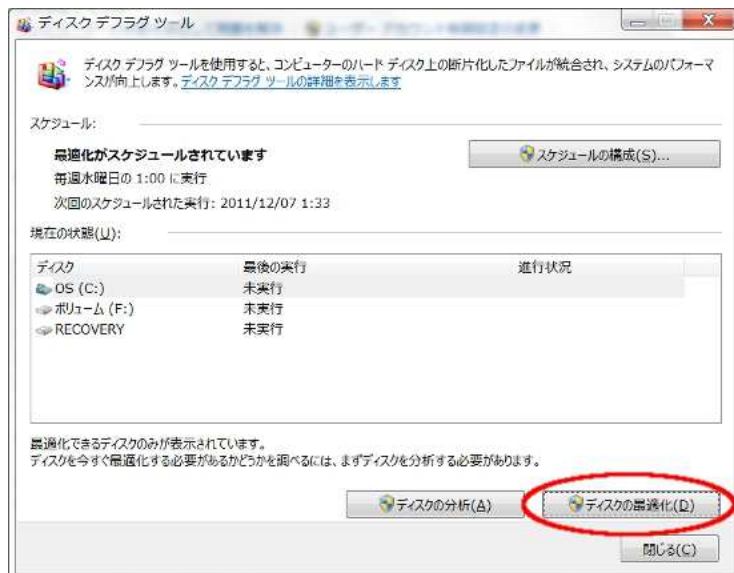 ディスク デフラグ ツール
ディスク デフラグ ツールを使用すると、コンピューターのハード ディスク上の断片化したファイルが統合され、システムのパフォーマ
ンスが向上します。ディスク デフラグ ツールの詳細を表示します
スケジュール:
最適化がスケジュールされています
スケジュールの構成(S)...
毎週水曜日の 1:00 に実行
次回のスケジュールされた実行: 2011/12/07 1:33
現在の状態(U):
ディスク 最後の実行 進行状況
OS (C:) 未実行
ボリューム (F:) 未実行
RECOVERY 未実行
最適化できるディスクのみが表示されています。
ディスクを今すぐ最適化する必要があるかどうかを調べるには、まずディスクを分析する必要があります。
ディスクの分析(A) ディスクの最適化(D)
閉じる(C)